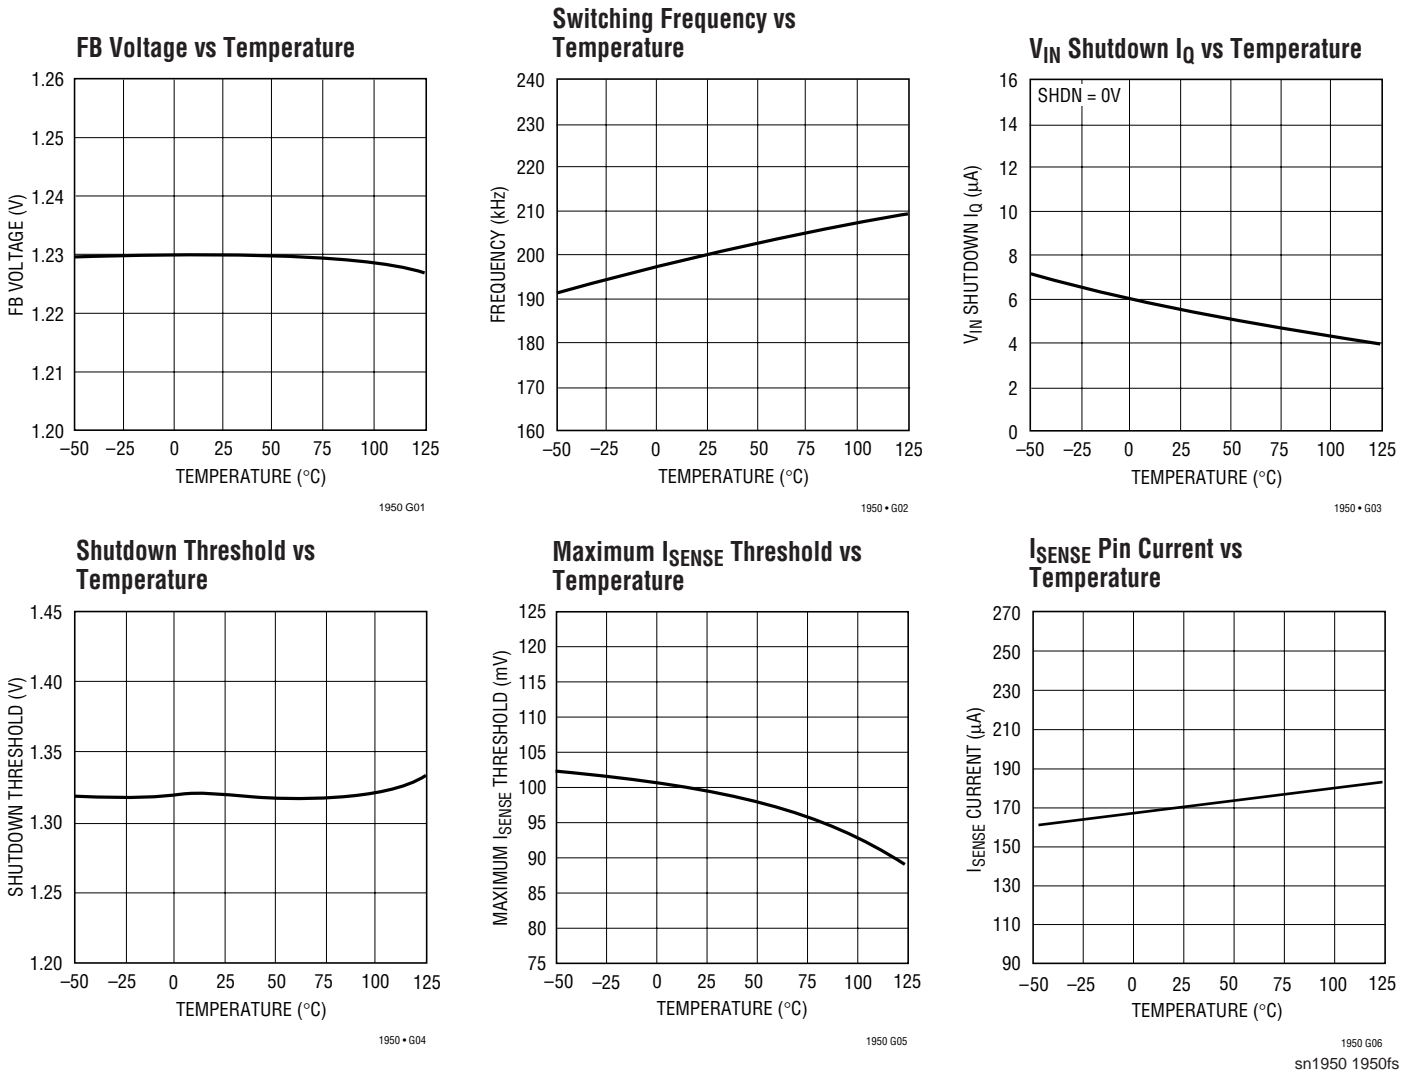 FB Voltage vs Temperature
1.26
1.25
1.24
1.23
1.22
1.21
1.20
FB VOLTAGE (V)
–50 –25 0 25 50 75 100 125
TEMPERATURE (°C)
1950 G01
Switching Frequency vs
Temperature
240
230
220
210
200
190
180
170
160
FREQUENCY (kHz)
–50 –25 0 25 50 75 100 125
TEMPERATURE (°C)
1950 • G02
VIN Shutdown IQ vs Temperature
SHDN = 0V
16
14
12
10
8
6
4
2
0
VIN SHUTDOWN IQ (µA)
–50 –25 0 25 50 75 100 125
TEMPERATURE (°C)
1950 • G03
Shutdown Threshold vs
Temperature
1.45
1.40
1.35
1.30
1.25
1.20
SHUTDOWN THRESHOLD (V)
–50 –25 0 25 50 75 100 125
TEMPERATURE (°C)
1950 • G04
Maximum ISENSE Threshold vs
Temperature
125
120
115
110
105
100
95
90
85
80
75
MAXIMUM ISENSE THRESHOLD (mV)
–50 –25 0 25 50 75 100 125
TEMPERATURE (°C)
1950 G05
ISENSE Pin Current vs
Temperature
270
250
230
210
190
170
150
130
110
90
ISENSE CURRENT (µA)
–50 –25 0 25 50 75 100 125
TEMPERATURE (°C)
1950 G06
sn1950 1950fs